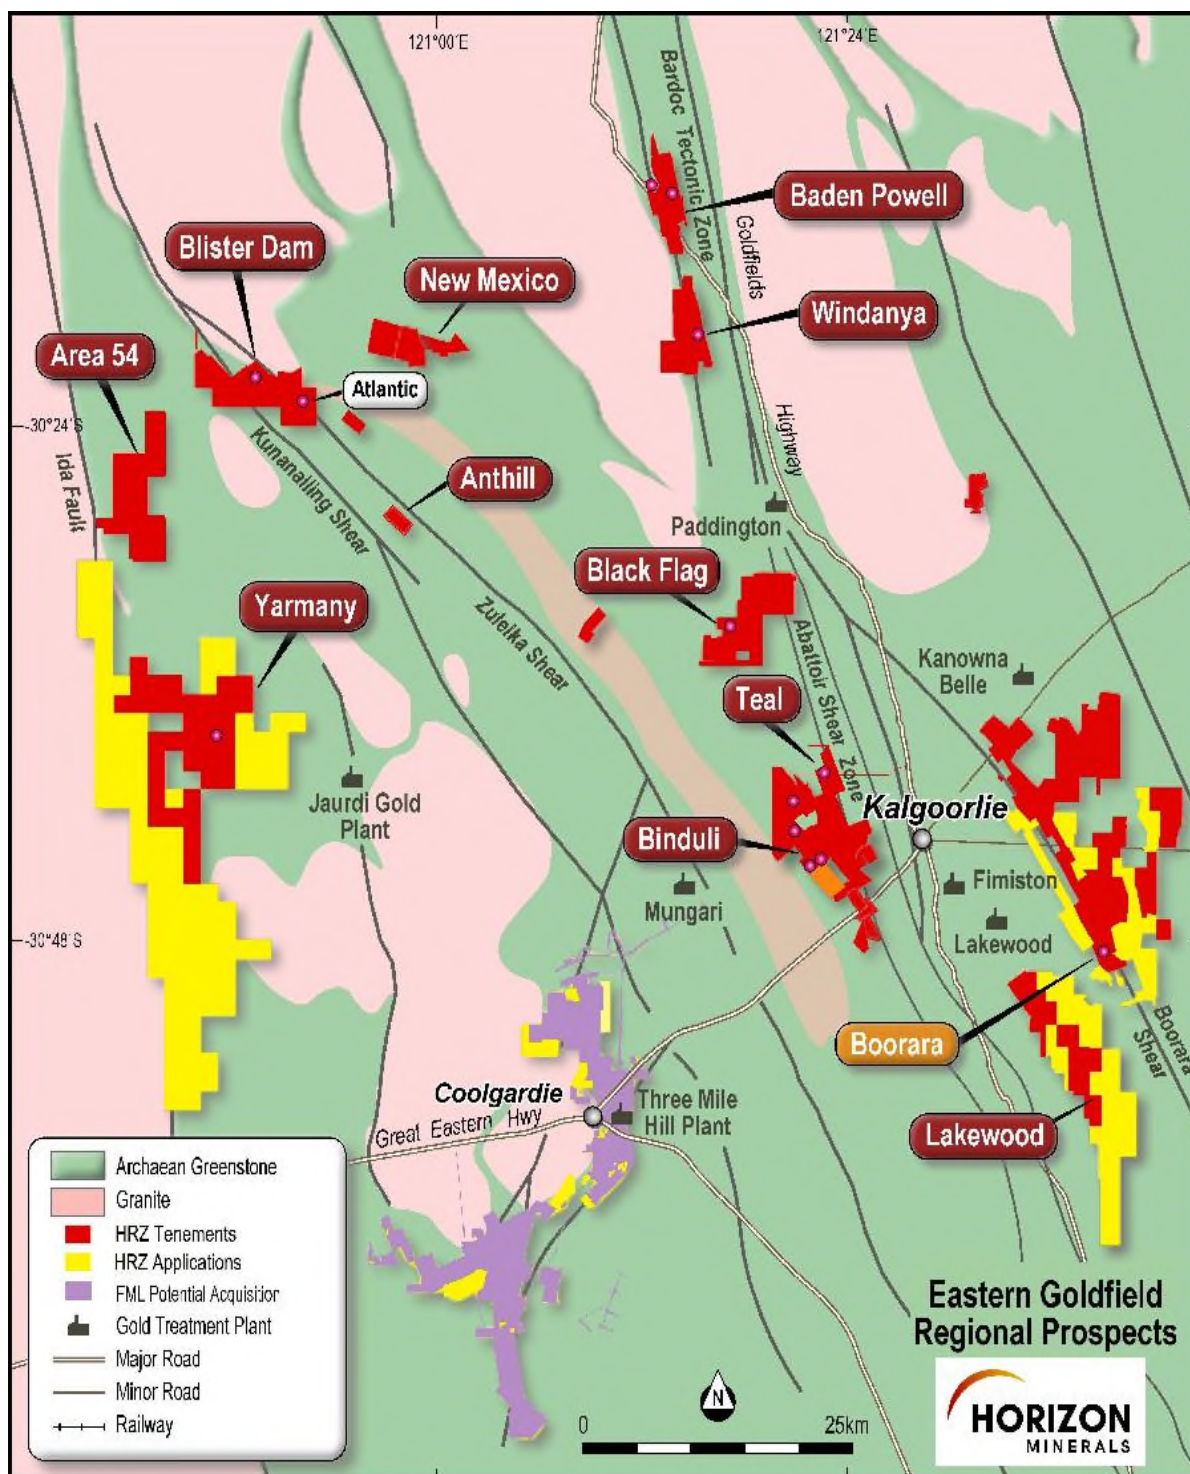 121°00´E
121°24´E
Bardoc Tectonic Zone
Baden Powell
Goldfields
Highway
Blister Dam
New Mexico
Windanya
Area 54
Atlantic
-30°24´S
Ida Fault
Kunanalling Shear
Anthill
Paddington
Black Flag
Yarmany
Zuleika Shear
Abattoir Shear Zone
Kanowna
Belle
Teal
Jaurdi Gold
Plant
Kalgoorlie
Binduli
Mungari
Fimiston
Lakewood
-30°48´S
Boorara
Boorara
Shear
Coolgardie
Three Mile
Hill Plant
Great Eastern Hwy
Lakewood
Archaean Greenstone
Granite
HRZ Tenements
HRZ Applications
FML Potential Acquisition
Gold Treatment Plant
Major Road
Minor Road
Railway
Eastern Goldfield
Regional Prospects
N
0
25km
HORIZON
MINERALS